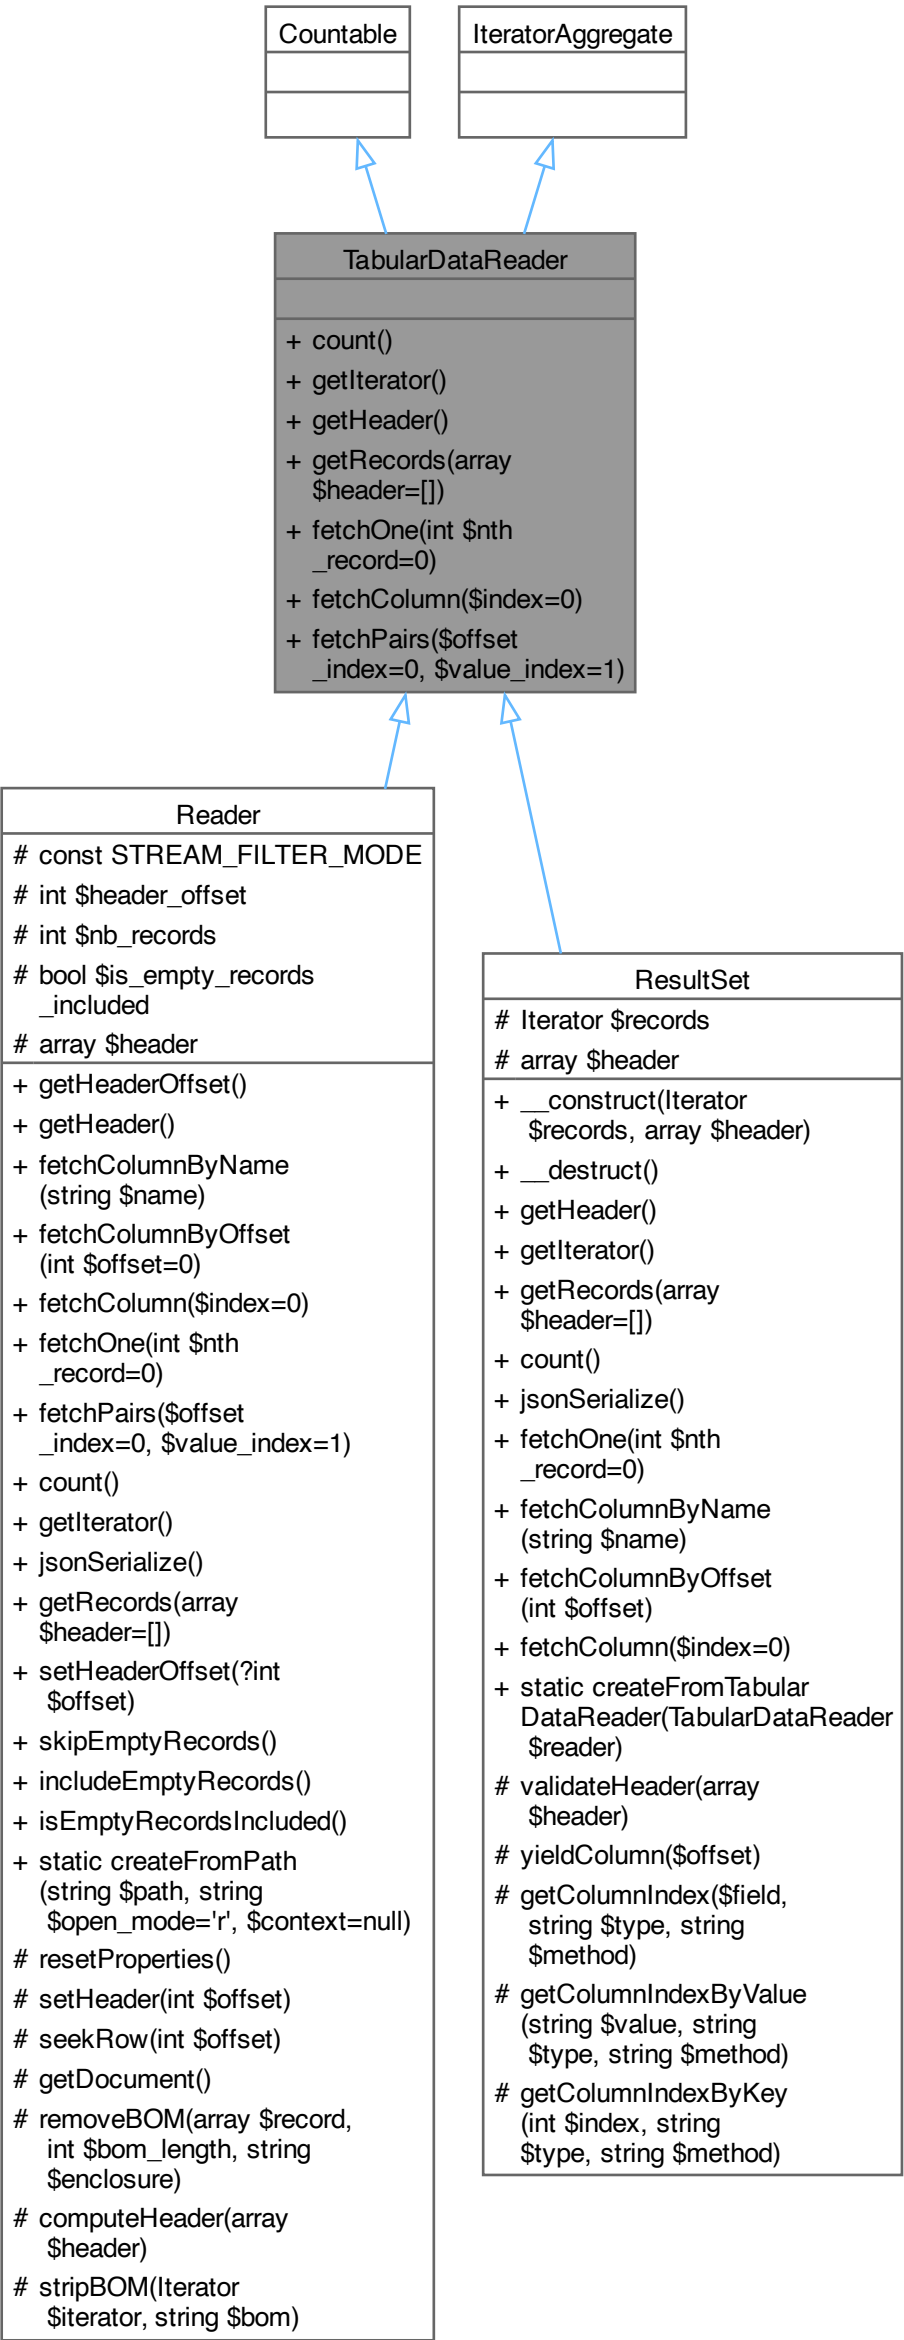 Countable
IteratorAggregate
TabularDataReader
+ count()
+ getIterator()
+ getHeader()
+ getRecords(array
$header=[])
+ fetchOne(int $nth
_record=0)
+ fetchColumn($index=0)
+ fetchPairs($offset
_index=0, $value_index=1)
Reader
# const STREAM_FILTER_MODE
# int $header_offset
# int $nb_records
# bool $is_empty_records
_included
# array $header
+ getHeaderOffset()
+ getHeader()
+ fetchColumnByName
(string $name)
+ fetchColumnByOffset
(int $offset=0)
+ fetchColumn($index=0)
+ fetchOne(int $nth
_record=0)
+ fetchPairs($offset
_index=0, $value_index=1)
+ count()
+ getIterator()
+ jsonSerialize()
+ getRecords(array
$header=[])
+ setHeaderOffset(?int
$offset)
+ skipEmptyRecords()
+ includeEmptyRecords()
+ isEmptyRecordsIncluded()
+ static createFromPath
(string $path, string
$open_mode='r', $context=null)
# resetProperties()
# setHeader(int $offset)
# seekRow(int $offset)
# getDocument()
# removeBOM(array $record,
int $bom_length, string
$enclosure)
# computeHeader(array
$header)
# stripBOM(Iterator
$iterator, string $bom)
ResultSet
# Iterator $records
# array $header
+ __construct(Iterator
$records, array $header)
+ __destruct()
+ getHeader()
+ getIterator()
+ getRecords(array
$header=[])
+ count()
+ jsonSerialize()
+ fetchOne(int $nth
_record=0)
+ fetchColumnByName
(string $name)
+ fetchColumnByOffset
(int $offset)
+ fetchColumn($index=0)
+ static createFromTabular
DataReader(TabularDataReader
$reader)
# validateHeader(array
$header)
# yieldColumn($offset)
# getColumnIndex($field,
string $type, string
$method)
# getColumnIndexByValue
(string $value, string
$type, string $method)
# getColumnIndexByKey
(int $index, string
$type, string $method)